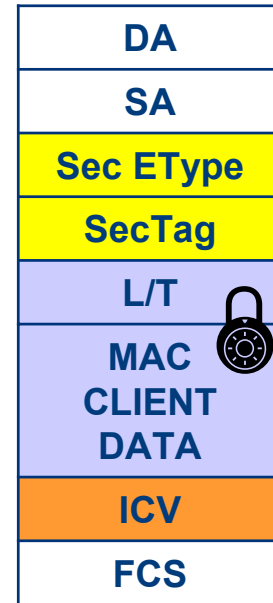 DA
SA
Sec EType
SecTag
L/T
MAC
CLIENT
DATA
ICV
FCS